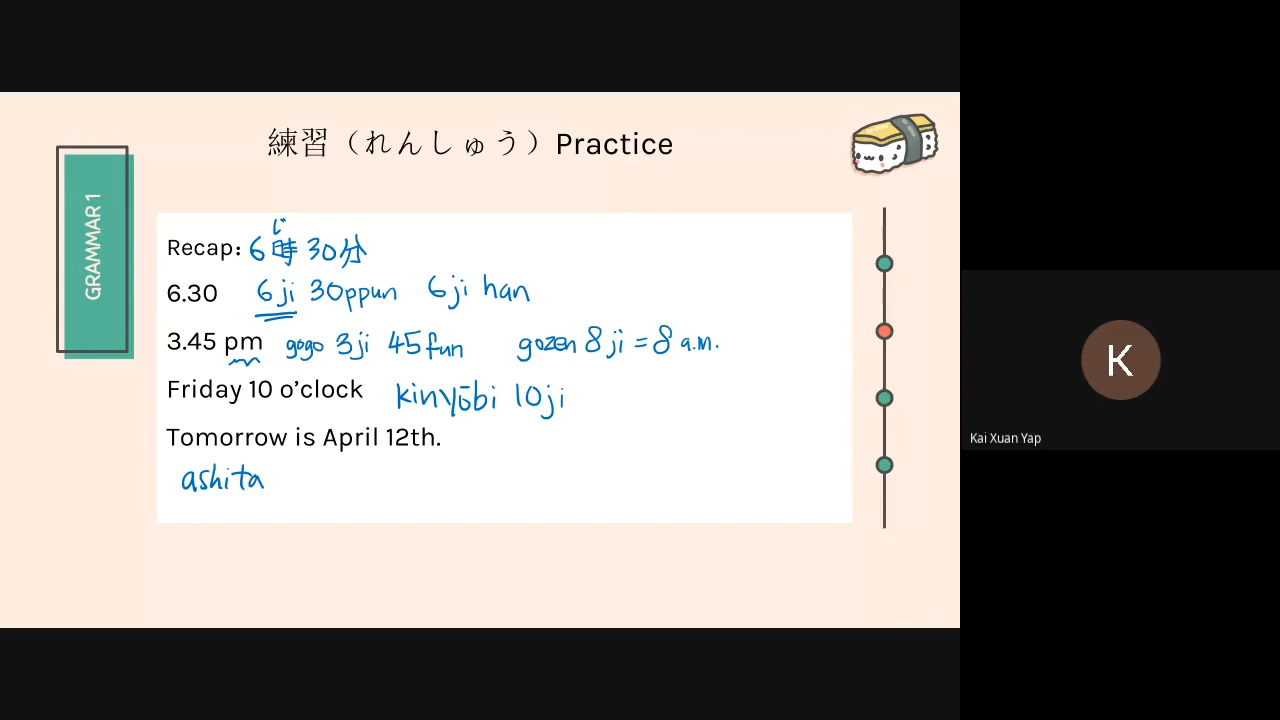 練習（れんしゅう）Practice
GRAMMAR 1
じ
Recap: 6時 30分
6.30 6ji 30ppun 6ji han
3.45 pm gogo 3ji 45fun gozen 8ji = 8 a.m.
Friday 10 o'clock kinyōbi 10ji
Tomorrow is April 12th.
ashita
K
Kai Xuan Yap